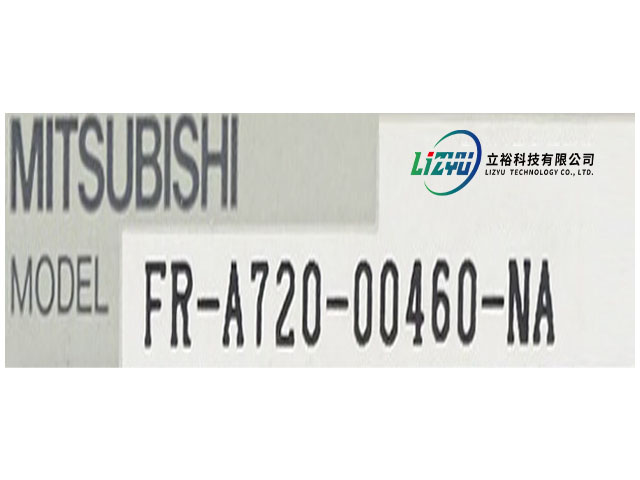 MITSUBISHI
LIZYU 立裕科技有限公司
LIZYU TECHNOLOGY CO., LTD.
MODEL FR-A720-00460-NA